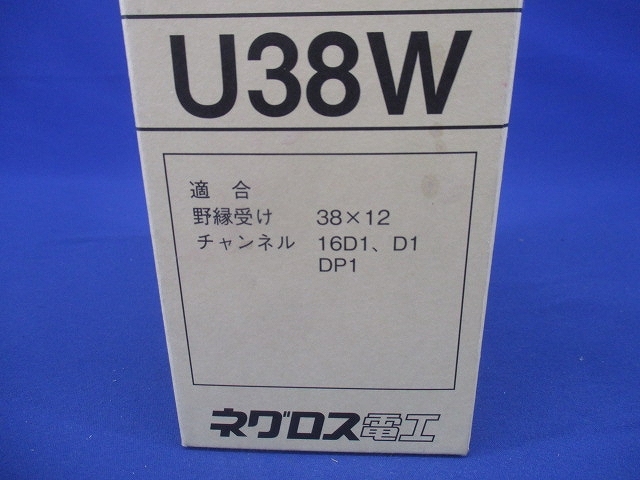 U38W
適合
野縁受け 38×12
チャンネル 16D1、D1
DP1
ネグロス電工